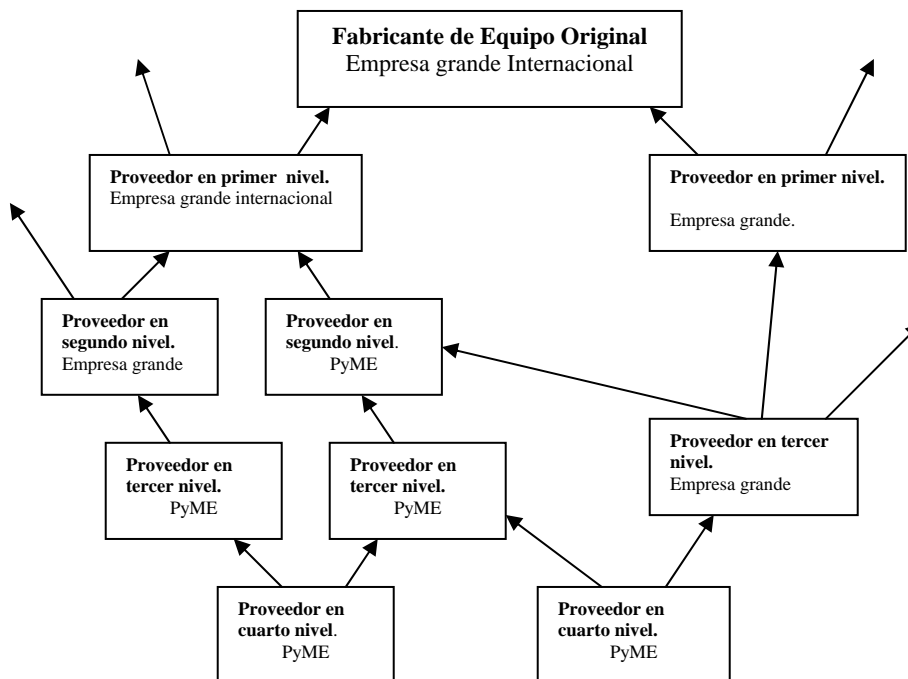 Fabricante de Equipo Original
Empresa grande Internacional
Proveedor en primer nivel.
Empresa grande internacional
Proveedor en primer nivel.
Empresa grande.
Proveedor en
segundo nivel.
Empresa grande
Proveedor en
segundo nivel.
PyME
Proveedor en tercer
nivel.
Empresa grande
Proveedor en
tercer nivel.
PyME
Proveedor en
tercer nivel.
PyME
Proveedor en
cuarto nivel.
PyME
Proveedor en
cuarto nivel.
PyME